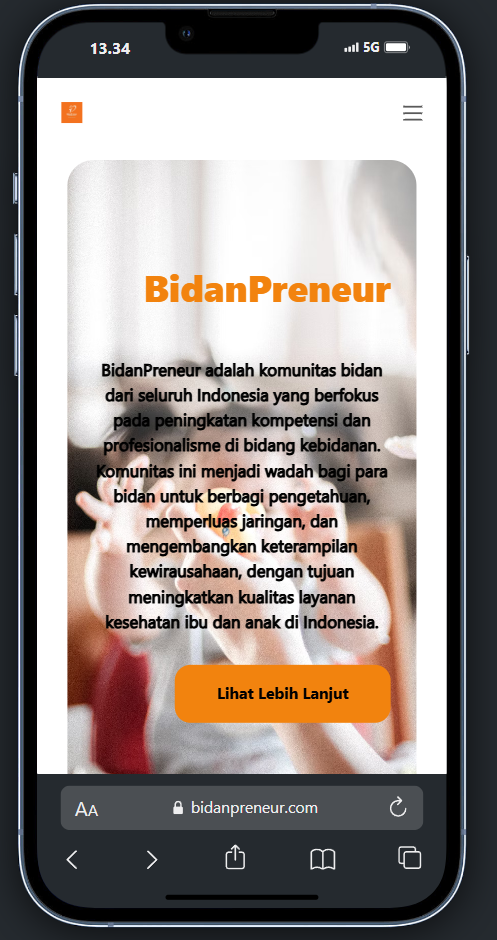 13.34
5G
BidanPreneur
BidanPreneur adalah komunitas bidan
dari seluruh Indonesia yang berfokus
pada peningkatan kompetensi dan
profesionalisme di bidang kebidanan.
Komunitas ini menjadi wadah bagi para
bidan untuk berbagi pengetahuan,
memperluas jaringan, dan
mengembangkan keterampilan
kewirausahaan, dengan tujuan
meningkatkan kualitas layanan
kesehatan ibu dan anak di Indonesia.
Lihat Lebih Lanjut
AA bidanpreneur.com